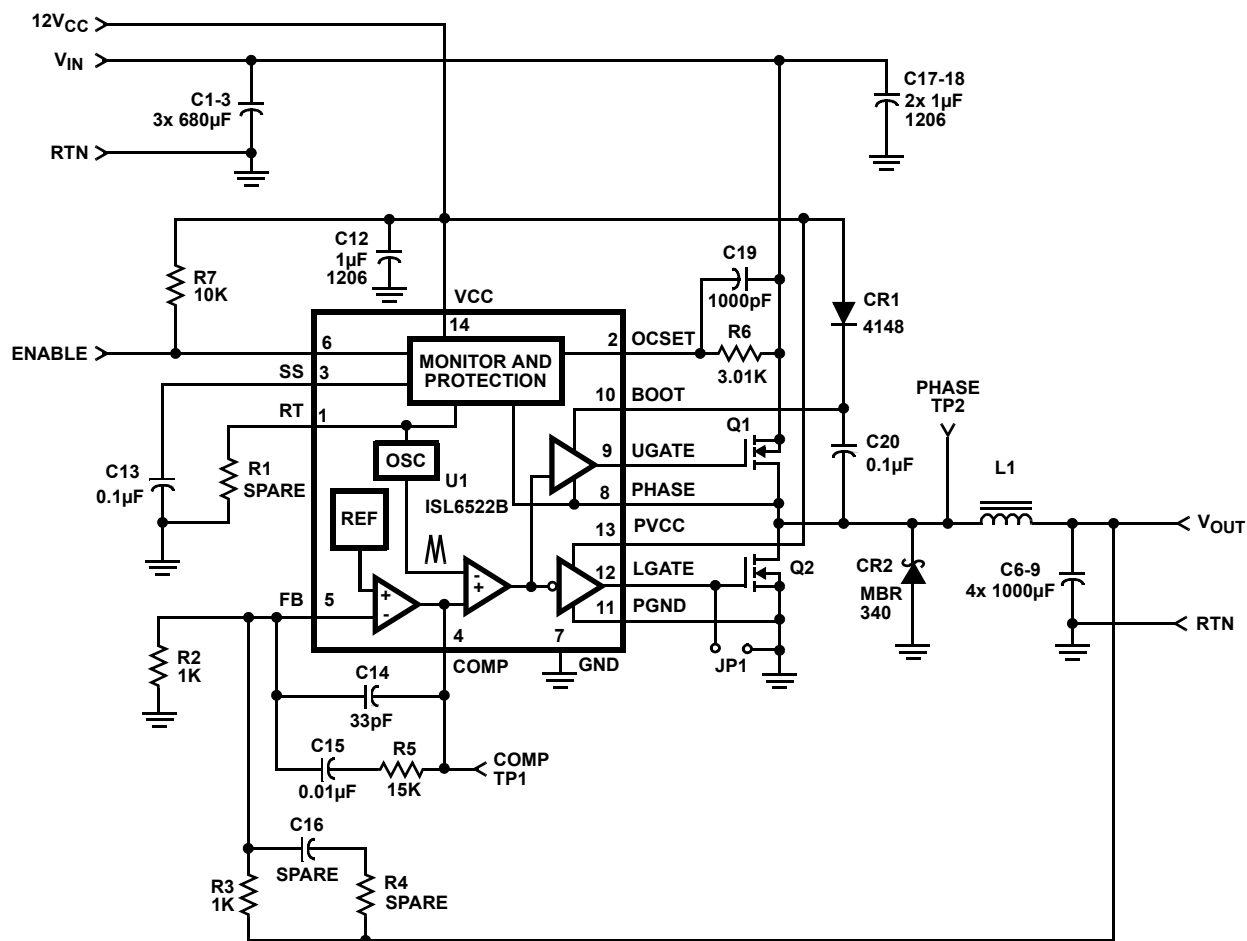 12VCC
VIN
C1-3
3x 680µF
RTN
C17-18
2x 1µF
1206
C12
1µF
1206
R7
10K
VCC
14
C19
1000pF
CR1
4148
ENABLE
6
MONITOR AND
PROTECTION
2
OCSET
R6
3.01K
SS
3
10
BOOT
PHASE
TP2
RT
1
OSC
9
UGATE
Q1
C20
0.1µF
C13
0.1µF
R1
SPARE
U1
ISL6522B
8
PHASE
L1
REF
13
PVCC
VOUT
+
-
-
+
12
LGATE
Q2
CR2
MBR
340
C6-9
4x 1000µF
FB
5
11
PGND
RTN
4
7
R2
1K
COMP
GND
JP1
C14
33pF
C15
0.01µF
R5
15K
COMP
TP1
C16
SPARE
R3
1K
R4
SPARE